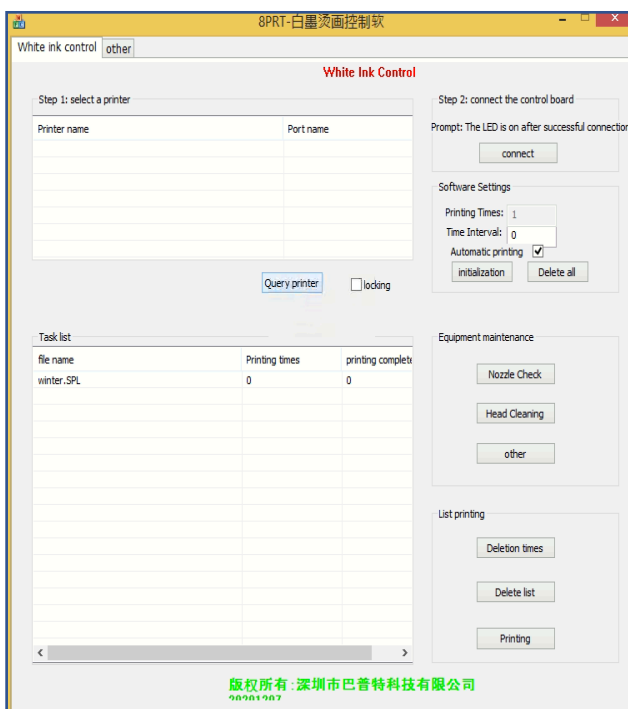 8PRT-白墨烫画控制软
White ink control
other
White Ink Control
Step 1: select a printer
Printer name
Port name
Query printer
locking
Step 2: connect the control board
Prompt: The LED is on after successful connection
connect
Software Settings
Printing Times: 1
Time Interval: 0
Automatic printing
initialization
Delete all
Task list
file name
Printing times
printing complete
winter.SPL
0
0
Equipment maintenance
Nozzle Check
Head Cleaning
other
List printing
Deletion times
Delete list
Printing
版权所有:深圳市巴普特科技有限公司
20201207